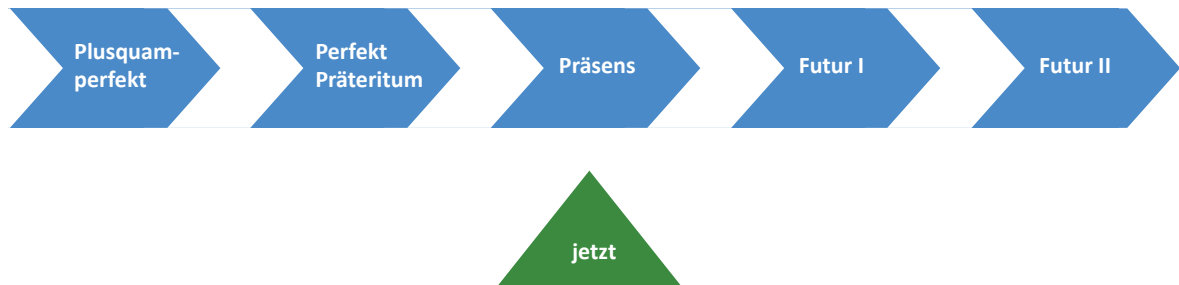 Plusquam-
perfekt
Perfekt
Präteritum
Präsens
Futur I
Futur II
jetzt